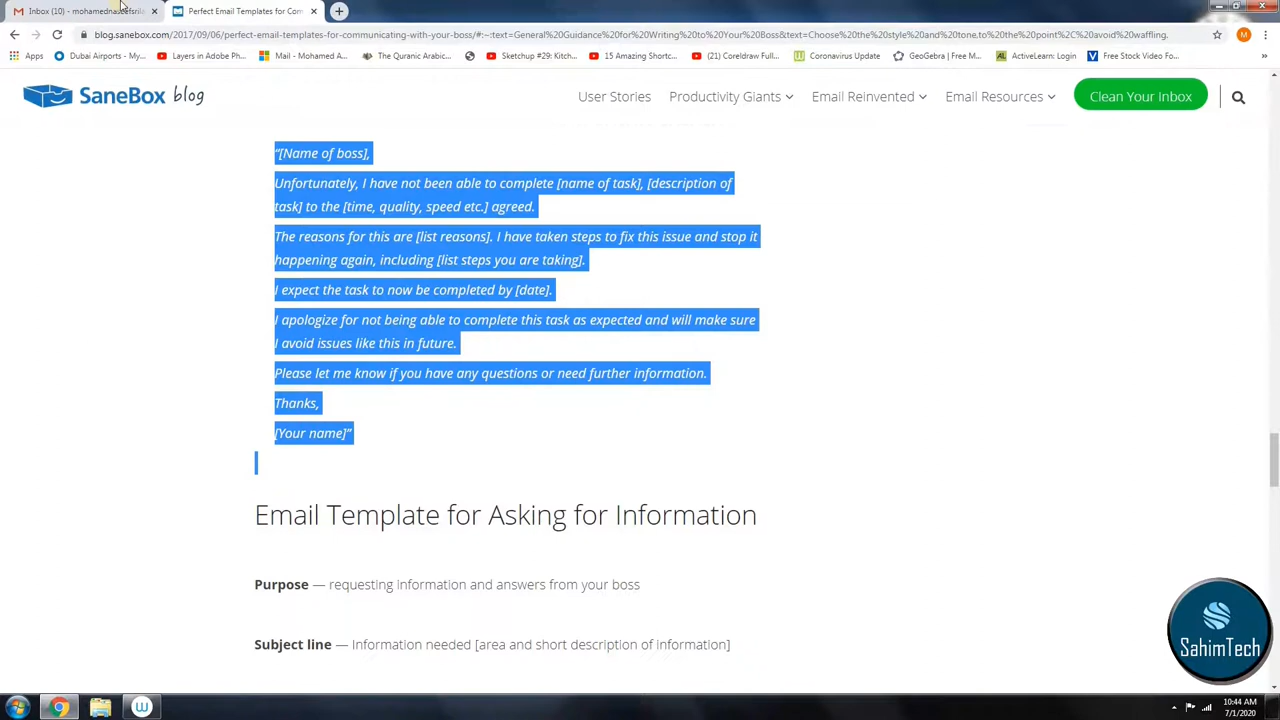 Inbox (10) - mohamednav
Perfect Email Templates for Com
blog.sanebox.com/2017/09/06/perfect-email-templates-for-communicating-with-your-boss/#:~:text=General%20Guidance%20for%20Writing%20to%20Your%20Boss&text=Choose%20the%20style%20and%20tone,to%20the%20point%2C%20avoid%20waffling.
M
Apps
Dubai Airports - My...
Layers in Adobe Ph...
Mail - Mohamed A...
The Quranic Arabic...
Sketchup #29: Kitch...
15 Amazing Shortc...
(21) Coreldraw Full...
Coronavirus Update
GeoGebra | Free M...
ActiveLearn: Login
Free Stock Video Fo...
SaneBox blog
User Stories
Productivity Giants
Email Reinvented
Email Resources
Clean Your Inbox
“[Name of boss],
Unfortunately, I have not been able to complete [name of task], [description of
task] to the [time, quality, speed etc.] agreed.
The reasons for this are [list reasons]. I have taken steps to fix this issue and stop it
happening again, including [list steps you are taking].
I expect the task to now be completed by [date].
I apologize for not being able to complete this task as expected and will make sure
I avoid issues like this in future.
Please let me know if you have any questions or need further information.
Thanks,
[Your name]”
Email Template for Asking for Information
Purpose — requesting information and answers from your boss
Subject line — Information needed [area and short description of information]
SahimTech
10:44 AM
7/1/2020